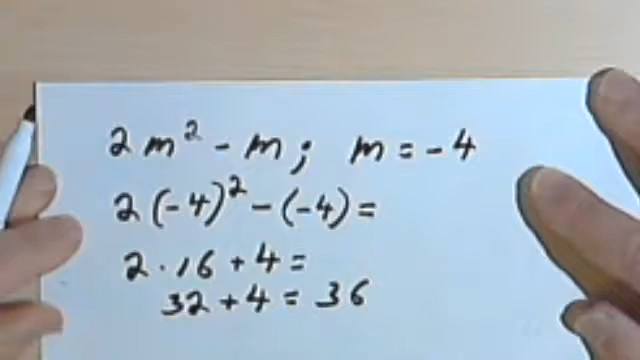 2m² - m; m = -4
2(-4)² - (-4) =
2·16 + 4 =
32 + 4 = 36